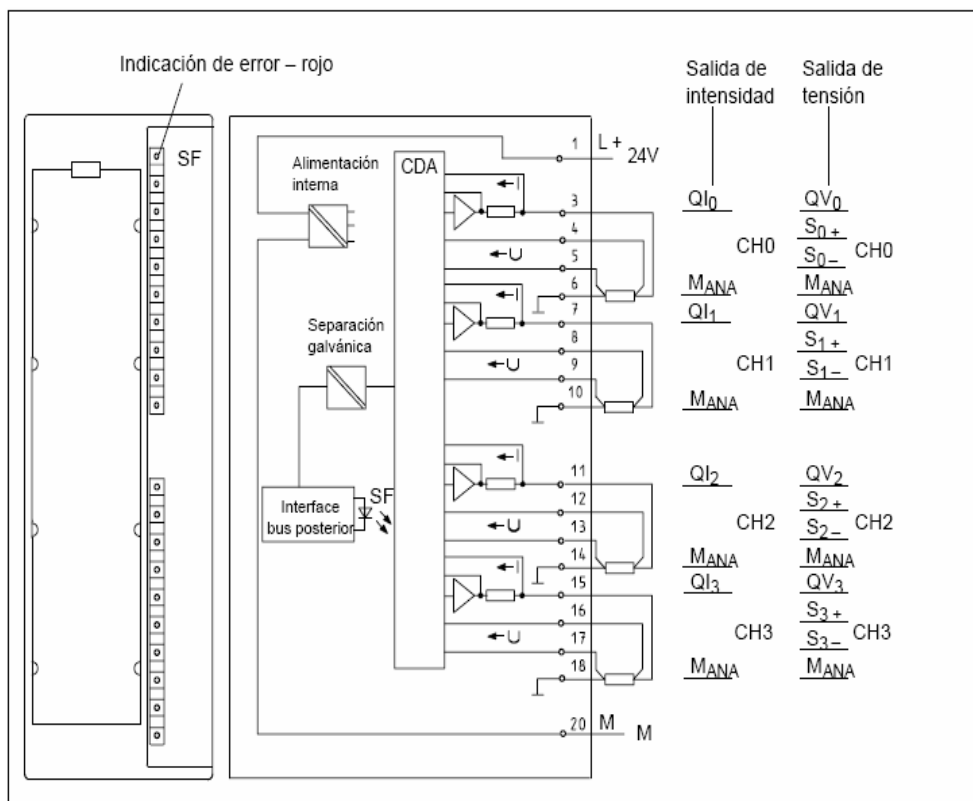 Indicación de error – rojo
SF
Alimentación
interna
CDA
Separación
galvánica
Interface
bus posterior
SF
I
U
I
U
I
U
I
U
1
L +
24V
3
4
5
6
7
8
9
10
11
12
13
14
15
16
17
18
20
M
M
Salida de
intensidad
QI0
CH0
MANA
QI1
CH1
MANA
QI2
CH2
MANA
QI3
CH3
MANA
Salida de
tensión
QV0
S0+
S0–
CH0
MANA
QV1
S1+
S1–
CH1
MANA
QV2
S2+
S2–
CH2
MANA
QV3
S3+
S3–
CH3
MANA